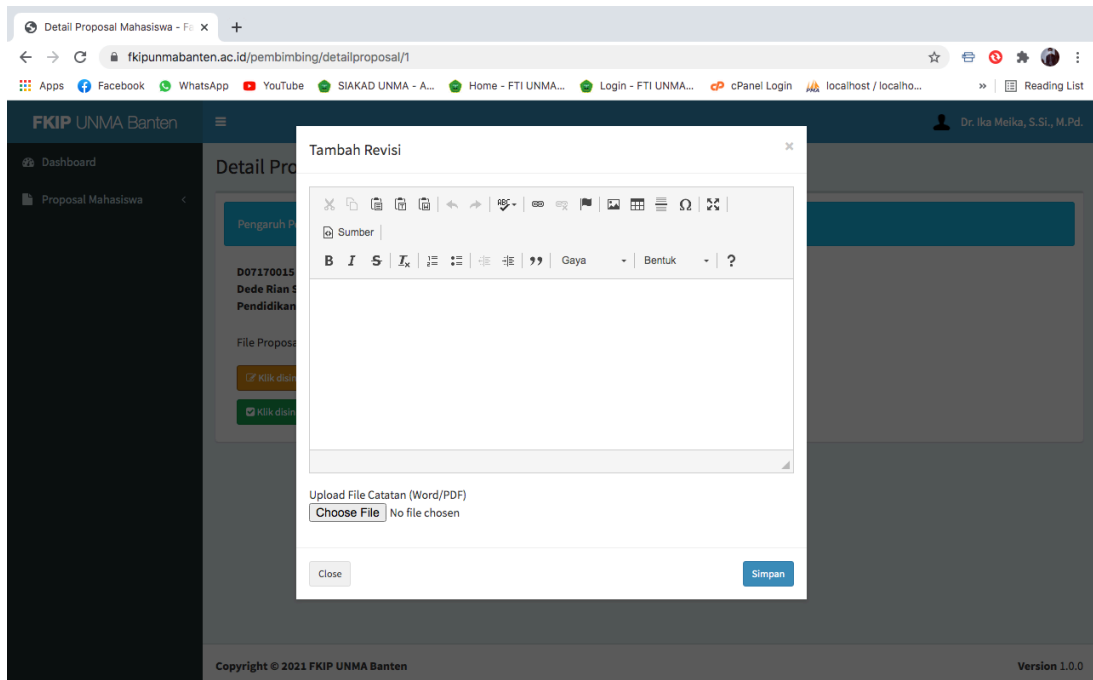 Detail Proposal Mahasiswa - Fa
fkipunmabanten.ac.id/pembimbing/detailproposal/1
Apps Facebook WhatsApp YouTube SIAKAD UNMA - A... Home - FTI UNMA... Login - FTI UNMA... cPanel Login localhost / localho... » Reading List
FKIP UNMA Banten
Dr. Ika Meika, S.Si., M.Pd.
Dashboard
Proposal Mahasiswa
Detail Pro
Pengaruh P
D07170015
Dede Rian S
Pendidikan
File Proposa
Klik disin
Klik disin
Tambah Revisi
×
Sumber
B I S Ix Gaya Bentuk ?
Upload File Catatan (Word/PDF)
Choose File No file chosen
Close
Simpan
Copyright © 2021 FKIP UNMA Banten
Version 1.0.0